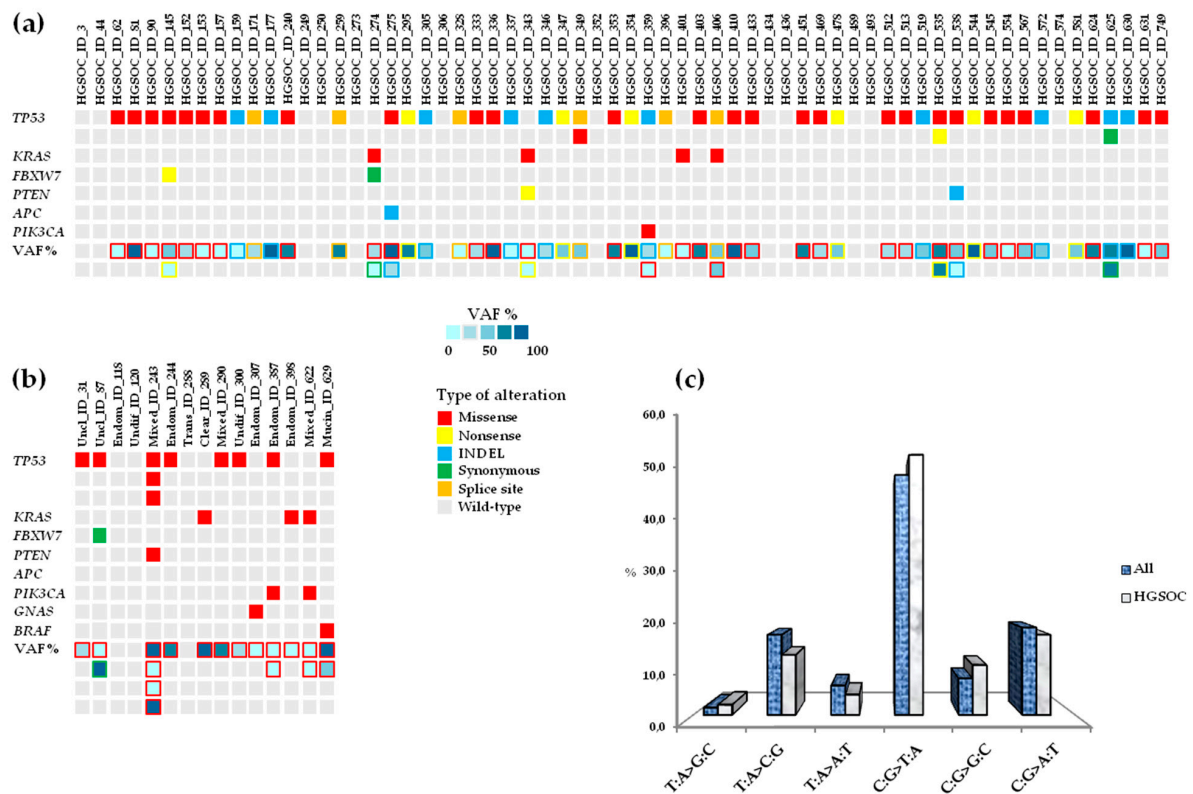 (a)
HGSOC_ID_3
HGSOC_ID_44
HGSOC_ID_62
HGSOC_ID_81
HGSOC_ID_90
HGSOC_ID_145
HGSOC_ID_152
HGSOC_ID_153
HGSOC_ID_157
HGSOC_ID_159
HGSOC_ID_171
HGSOC_ID_177
HGSOC_ID_240
HGSOC_ID_249
HGSOC_ID_250
HGSOC_ID_259
HGSOC_ID_273
HGSOC_ID_274
HGSOC_ID_275
HGSOC_ID_295
HGSOC_ID_305
HGSOC_ID_306
HGSOC_ID_328
HGSOC_ID_333
HGSOC_ID_336
HGSOC_ID_337
HGSOC_ID_343
HGSOC_ID_346
HGSOC_ID_347
HGSOC_ID_349
HGSOC_ID_352
HGSOC_ID_353
HGSOC_ID_354
HGSOC_ID_359
HGSOC_ID_396
HGSOC_ID_401
HGSOC_ID_403
HGSOC_ID_406
HGSOC_ID_410
HGSOC_ID_433
HGSOC_ID_434
HGSOC_ID_436
HGSOC_ID_451
HGSOC_ID_469
HGSOC_ID_478
HGSOC_ID_489
HGSOC_ID_493
HGSOC_ID_512
HGSOC_ID_513
HGSOC_ID_519
HGSOC_ID_535
HGSOC_ID_538
HGSOC_ID_544
HGSOC_ID_545
HGSOC_ID_554
HGSOC_ID_567
HGSOC_ID_572
HGSOC_ID_574
HGSOC_ID_581
HGSOC_ID_624
HGSOC_ID_625
HGSOC_ID_630
HGSOC_ID_631
HGSOC_ID_749
TP53
KRAS
FBXW7
PTEN
APC
PIK3CA
VAF%
VAF %
0 50 100
Type of alteration
Missense
Nonsense
INDEL
Synonymous
Splice site
Wild-type
(b)
Uncl_ID_31
Uncl_ID_87
Endom_ID_118
Undif_ID_120
Mixed_ID_243
Endom_ID_244
Trans_ID_288
Clear_ID_289
Mixed_ID_290
Undif_ID_300
Endom_ID_307
Endom_ID_387
Endom_ID_398
Mixed_ID_622
Mucin_ID_629
TP53
KRAS
FBXW7
PTEN
APC
PIK3CA
GNAS
BRAF
VAF%
(c)
60,0
50,0
40,0
30,0
20,0
10,0
0,0
%
T:A>G:C
T:A>C:G
T:A>A:T
C:G>T:A
C:G>G:C
C:G>A:T
All
HGSOC